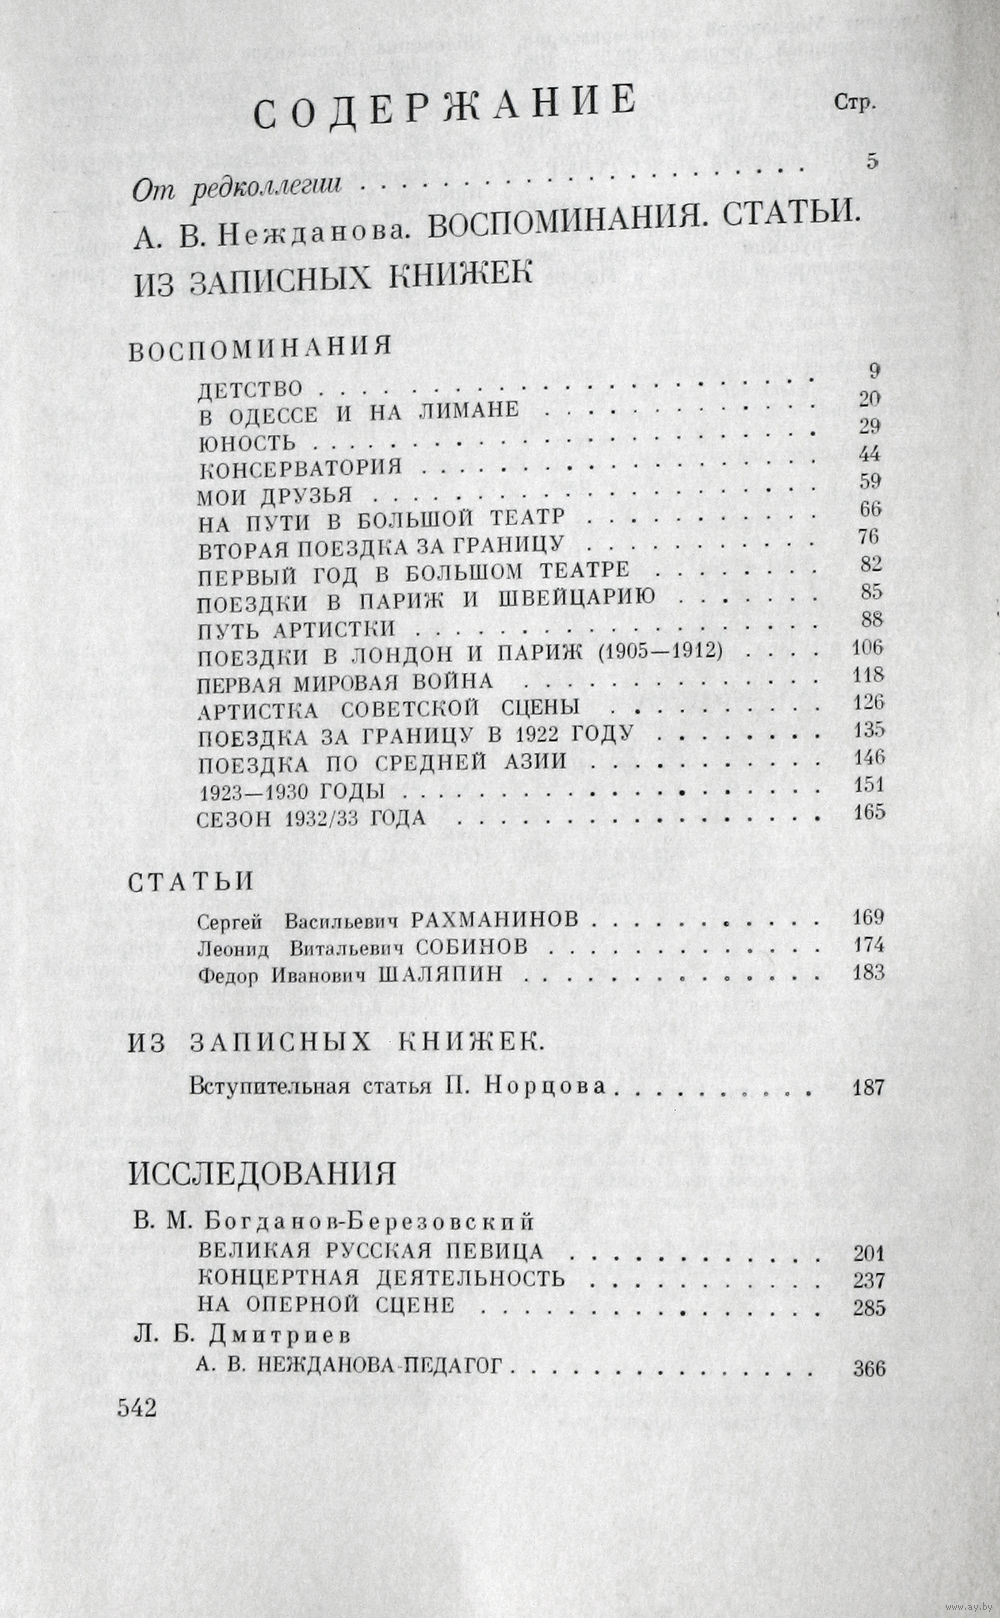 СОДЕРЖАНИЕ Стр.
От редколлегии . . . . . . . . . . . . . . . . . . . . . . 5
А. В. Нежданова. ВОСПОМИНАНИЯ. СТАТЬИ.
ИЗ ЗАПИСНЫХ КНИЖЕК
ВОСПОМИНАНИЯ
ДЕТСТВО . . . . . . . . . . . . . . . . . . . . 9
В ОДЕССЕ И НА ЛИМАНЕ . . . . . . . . . . . 20
ЮНОСТЬ . . . . . . . . . . . . . . . . . . . . 29
КОНСЕРВАТОРИЯ . . . . . . . . . . . . . . . . 44
МОИ ДРУЗЬЯ . . . . . . . . . . . . . . . . . . 59
НА ПУТИ В БОЛЬШОЙ ТЕАТР . . . . . . . . . 66
ВТОРАЯ ПОЕЗДКА ЗА ГРАНИЦУ . . . . . . . . . 76
ПЕРВЫЙ ГОД В БОЛЬШОМ ТЕАТРЕ . . . . . . . 82
ПОЕЗДКИ В ПАРИЖ И ШВЕЙЦАРИЮ . . . . . . . 85
ПУТЬ АРТИСТКИ . . . . . . . . . . . . . . . . 88
ПОЕЗДКИ В ЛОНДОН И ПАРИЖ (1905—1912) . . . . 106
ПЕРВАЯ МИРОВАЯ ВОЙНА . . . . . . . . . . . . 118
АРТИСТКА СОВЕТСКОЙ СЦЕНЫ . . . . . . . . . 126
ПОЕЗДКА ЗА ГРАНИЦУ В 1922 ГОДУ . . . . . . . 135
ПОЕЗДКА ПО СРЕДНЕЙ АЗИИ . . . . . . . . . . 146
1923—1930 ГОДЫ . . . . . . . . . . . . . . . . . 151
СЕЗОН 1932/33 ГОДА . . . . . . . . . . . . . . . 165
СТАТЬИ
Сергей Васильевич РАХМАНИНОВ . . . . . . . . . . 169
Леонид Витальевич СОБИНОВ . . . . . . . . . . . 174
Федор Иванович ШАЛЯПИН . . . . . . . . . . . . 183
ИЗ ЗАПИСНЫХ КНИЖЕК.
Вступительная статья П. Норцова . . . . . . . . . . 187
ИССЛЕДОВАНИЯ
В. М. Богданов-Березовский
ВЕЛИКАЯ РУССКАЯ ПЕВИЦА . . . . . . . . . . . 201
КОНЦЕРТНАЯ ДЕЯТЕЛЬНОСТЬ . . . . . . . . . . 237
НА ОПЕРНОЙ СЦЕНЕ . . . . . . . . . . . . . . 285
Л. Б. Дмитриев
А. В. НЕЖДАНОВА-ПЕДАГОГ . . . . . . . . . . . . . 366
542
www.ay.by